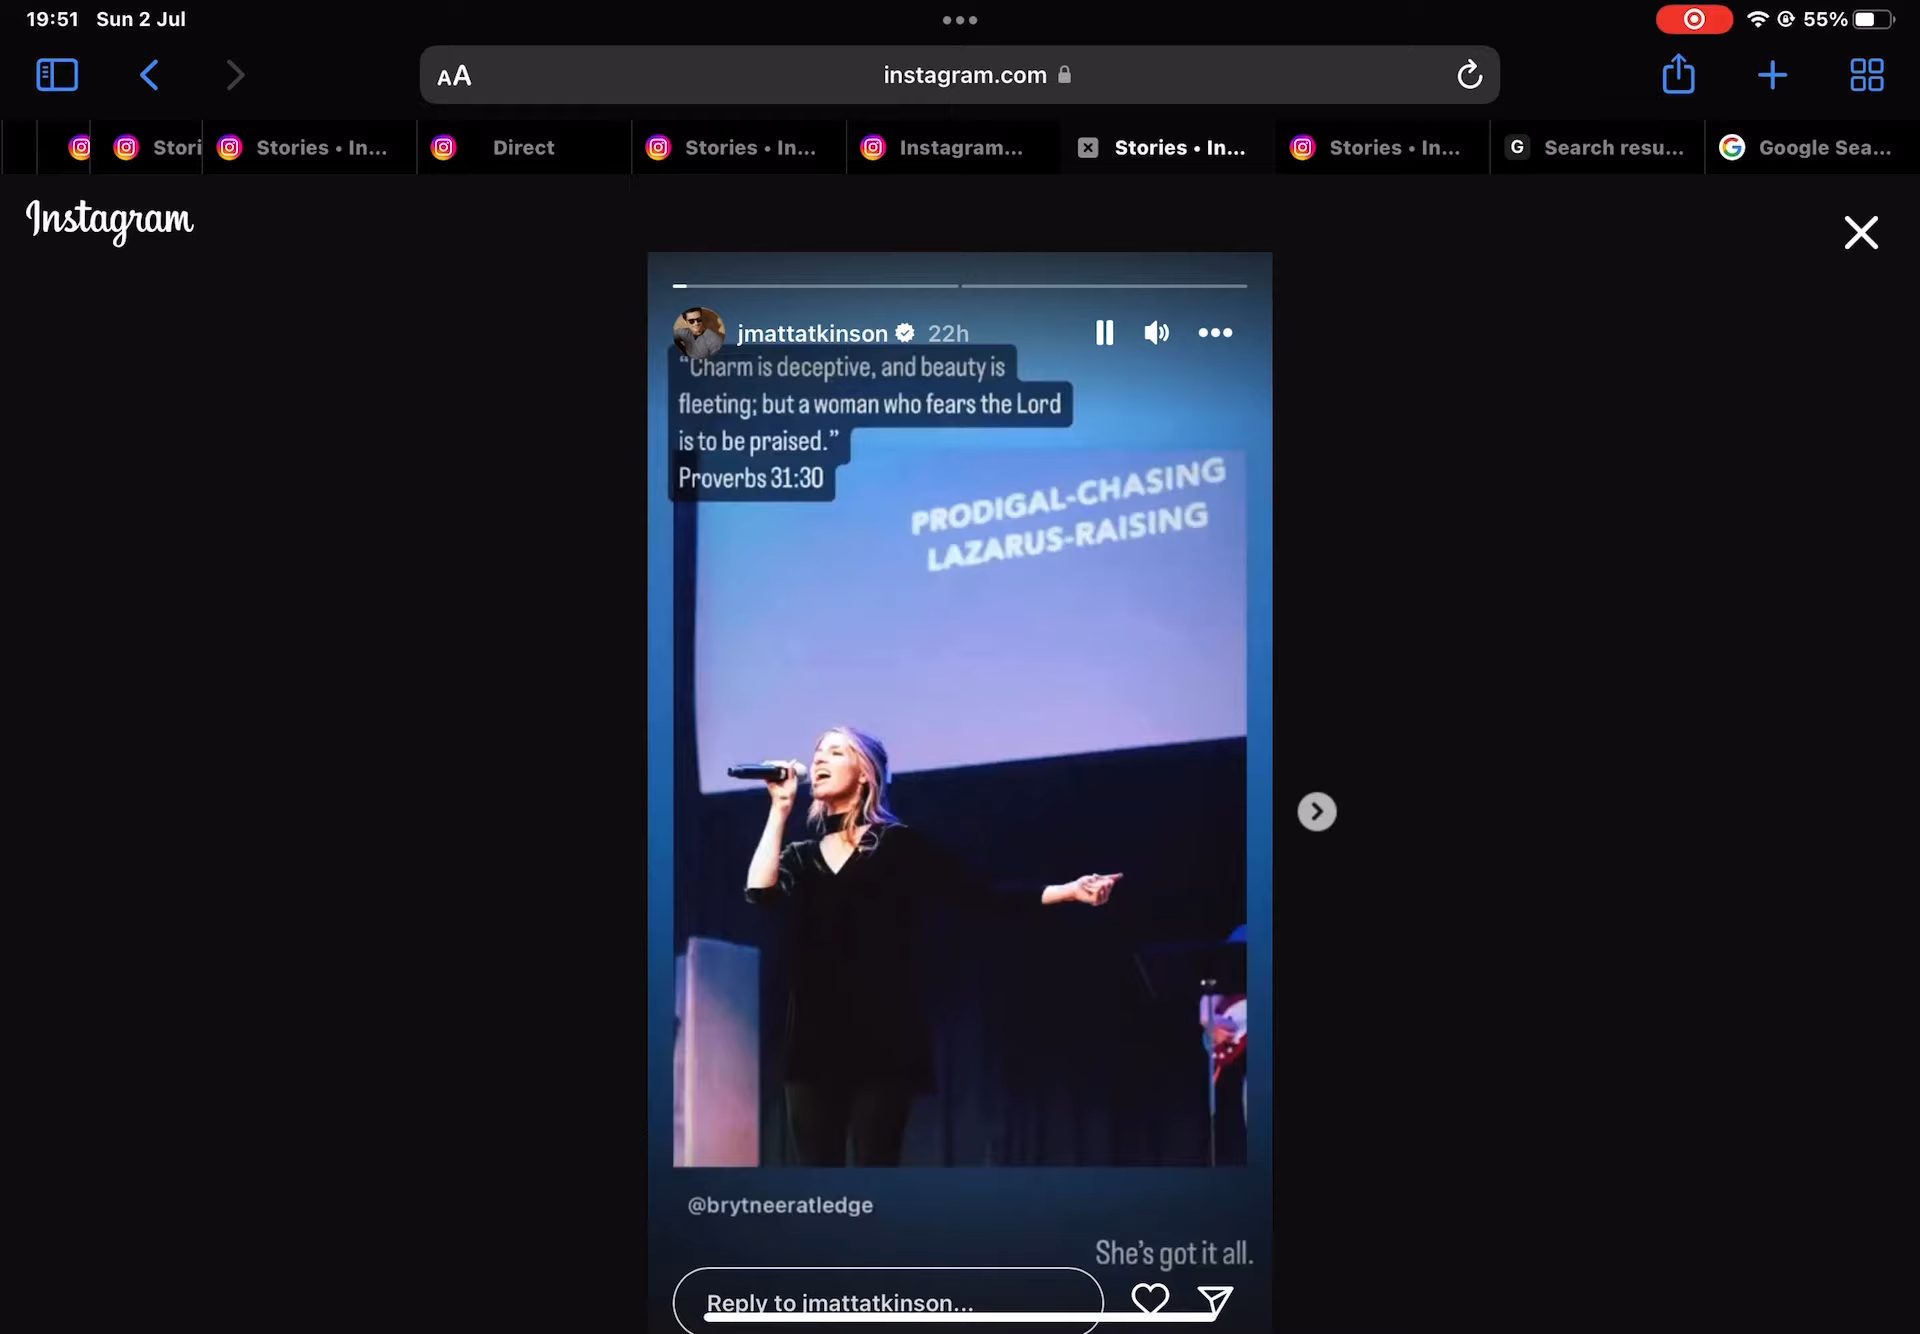 19:51 Sun 2 Jul
55%
AA
instagram.com
Stori
Stories • In...
Direct
Stories • In...
Instagram...
Stories • In...
Stories • In...
G
Search resu...
Google Sea...
Instagram
jmattatkinson 22h
“Charm is deceptive, and beauty is
fleeting; but a woman who fears the Lord
is to be praised.”
Proverbs 31:30
PRODIGAL-CHASING
LAZARUS-RAISING
@brytneeratledge
She’s got it all.
Reply to jmattatkinson...